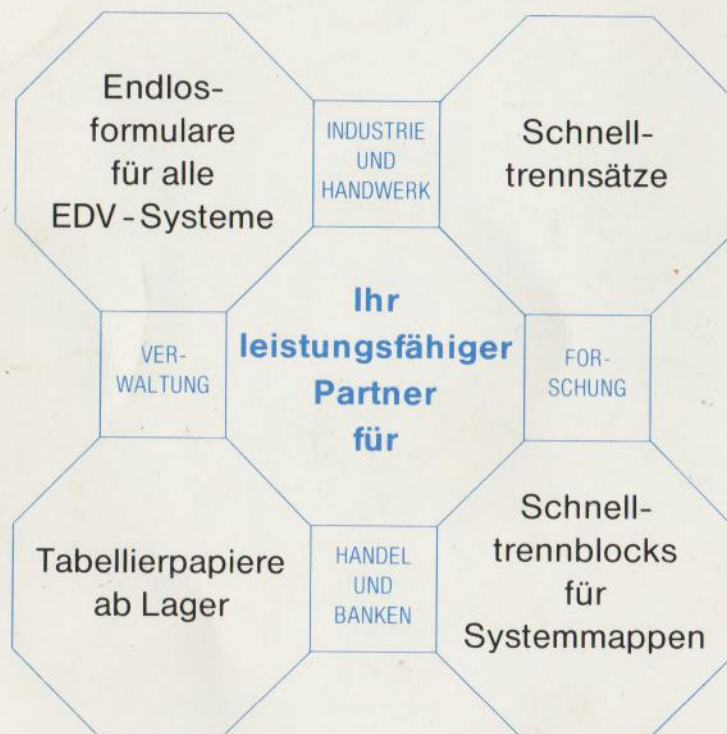 Endlos-
formulare
für alle
EDV-Systeme
INDUSTRIE
UND
HANDWERK
Schnell-
trennsätze
Ihr
leistungsfähiger
Partner
für
VER-
WALTUNG
FOR-
SCHUNG
Tabellierpapiere
ab Lager
HANDEL
UND
BANKEN
Schnell-
trennblocks
für
Systemmappen